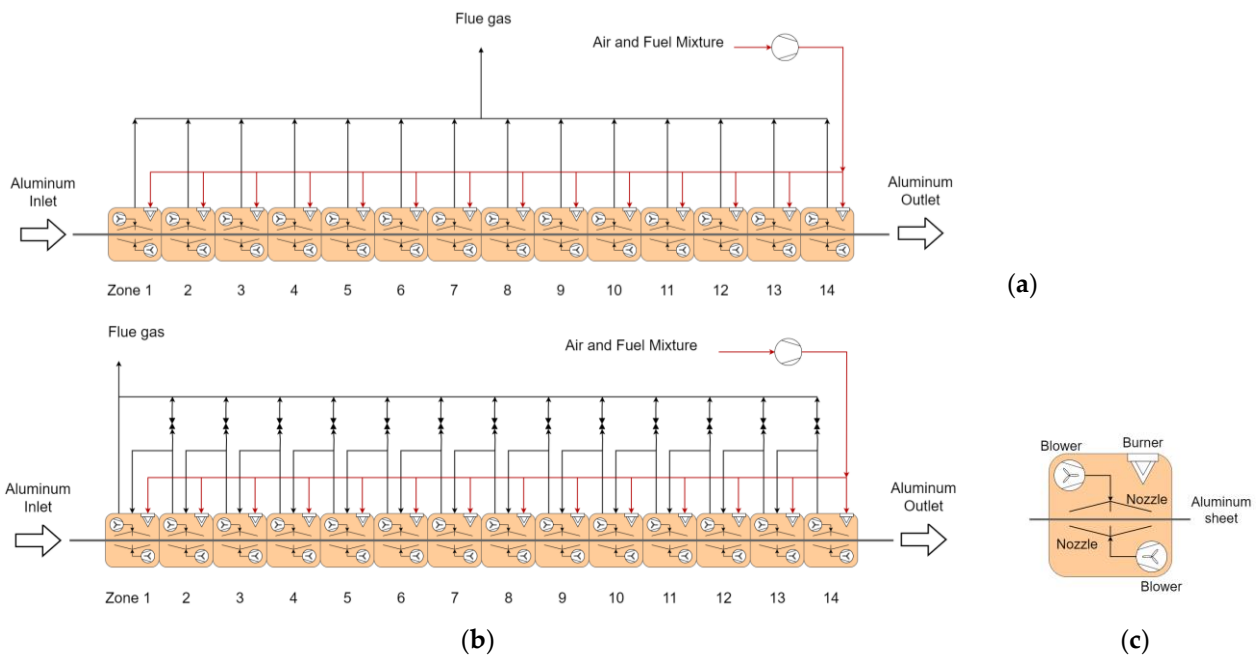 Flue gas
Air and Fuel Mixture
Aluminum
Inlet
Aluminum
Outlet
Zone 1 2 3 4 5 6 7 8 9 10 11 12 13 14
(a)
Flue gas
Air and Fuel Mixture
Aluminum
Inlet
Aluminum
Outlet
Zone 1 2 3 4 5 6 7 8 9 10 11 12 13 14
(b)
Blower
Burner
Nozzle
Aluminum
sheet
Nozzle
Blower
(c)